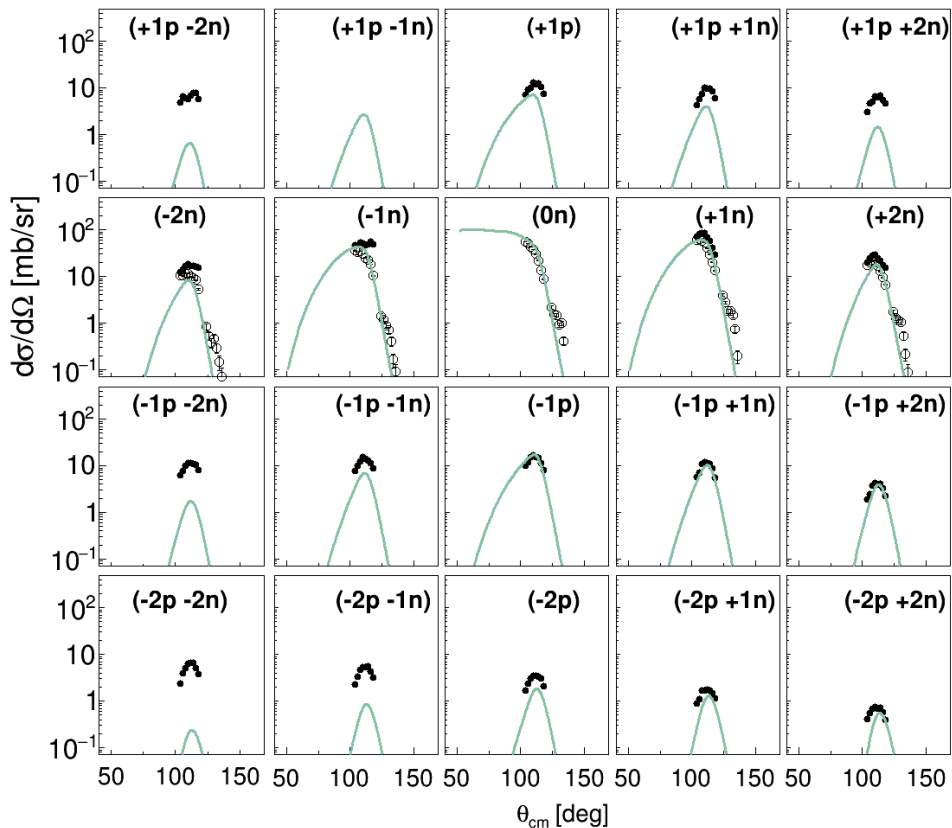 (+1p -2n) (+1p -1n) (+1p) (+1p +1n) (+1p +2n)
10²
10
1
10⁻¹
(-2n) (-1n) (0n) (+1n) (+2n)
10²
10
1
10⁻¹
dσ/dΩ [mb/sr]
(-1p -2n) (-1p -1n) (-1p) (-1p +1n) (-1p +2n)
10²
10
1
10⁻¹
(-2p -2n) (-2p -1n) (-2p) (-2p +1n) (-2p +2n)
10²
10
1
10⁻¹
50 100 150 50 100 150 50 100 150 50 100 150 50 100 150
θcm [deg]